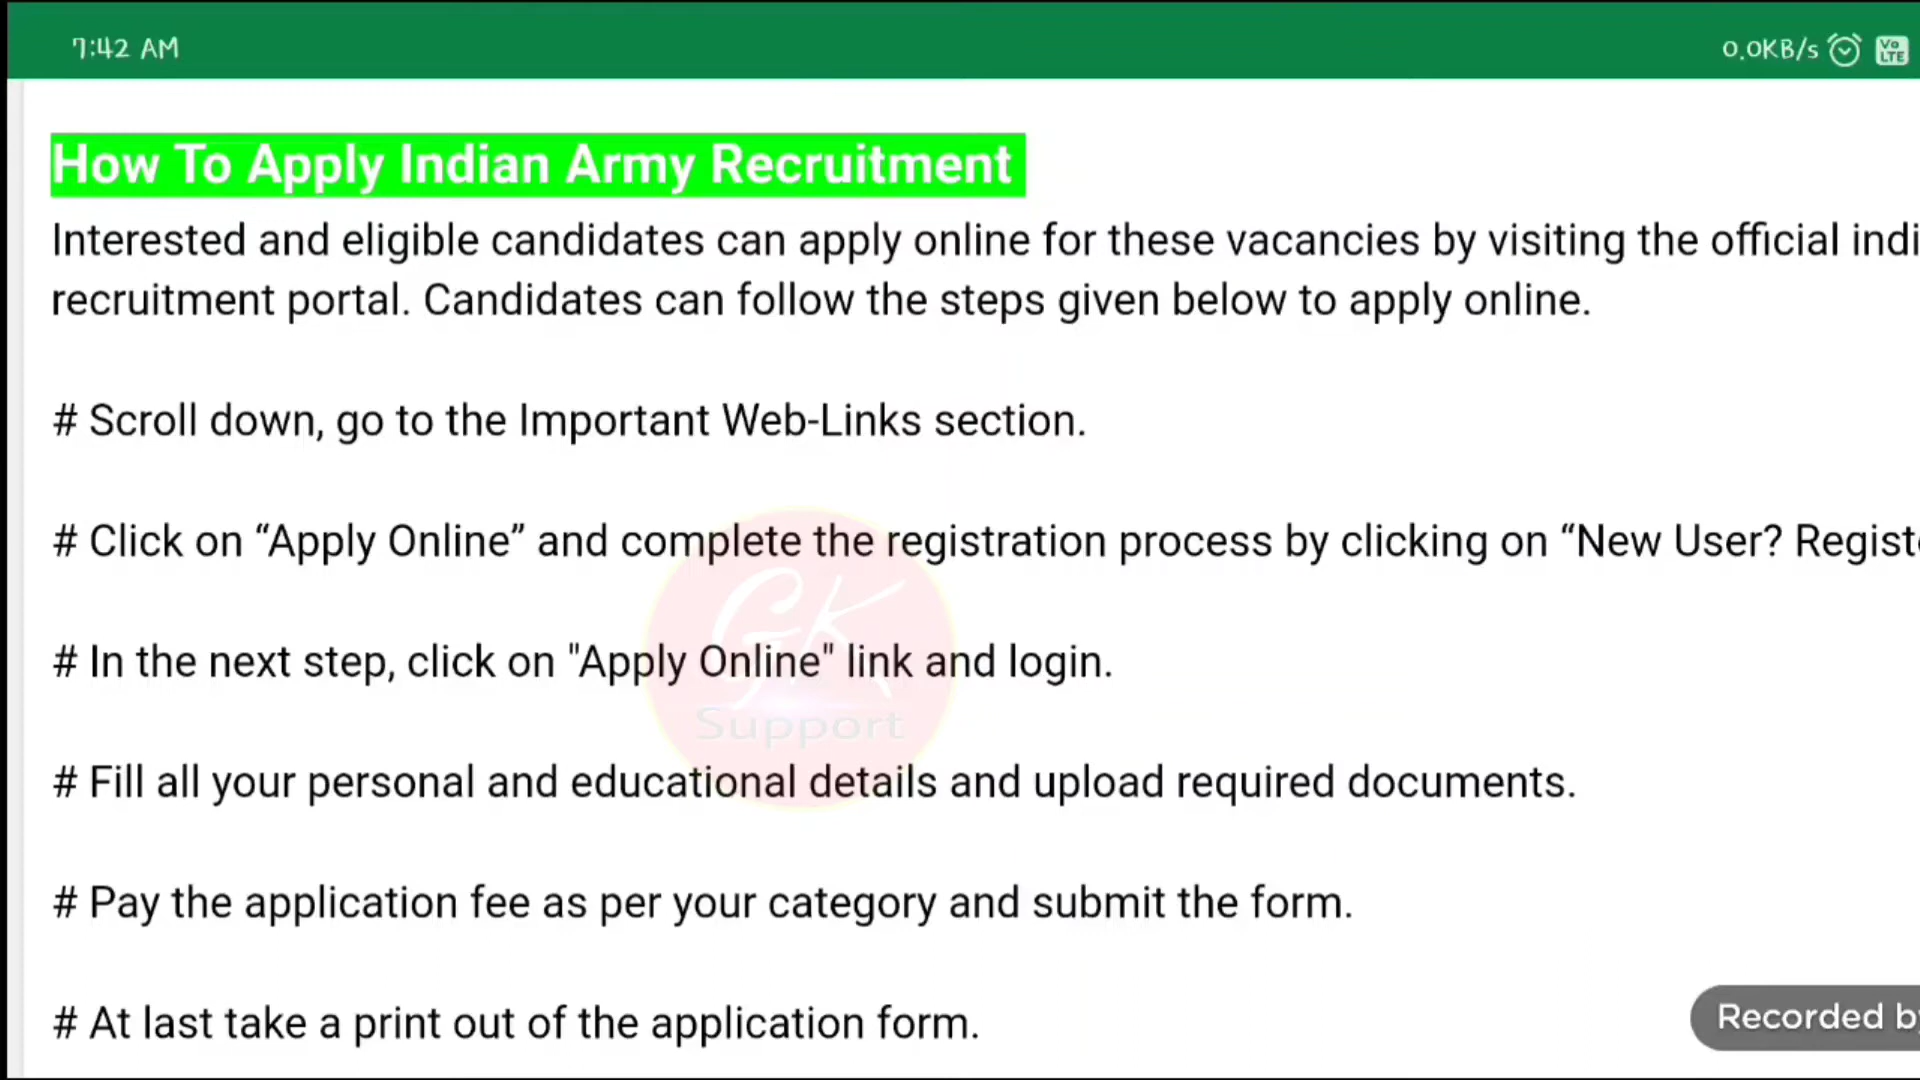 7:42 AM
0.0KB/s
Vo LTE
How To Apply Indian Army Recruitment
Interested and eligible candidates can apply online for these vacancies by visiting the official
recruitment portal. Candidates can follow the steps given below to apply online.
# Scroll down, go to the Important Web-Links section.
# Click on “Apply Online” and complete the registration process by clicking on “New User?
# In the next step, click on "Apply Online" link and login.
GK
Support
# Fill all your personal and educational details and upload required documents.
# Pay the application fee as per your category and submit the form.
# At last take a print out of the application form.
Recorded